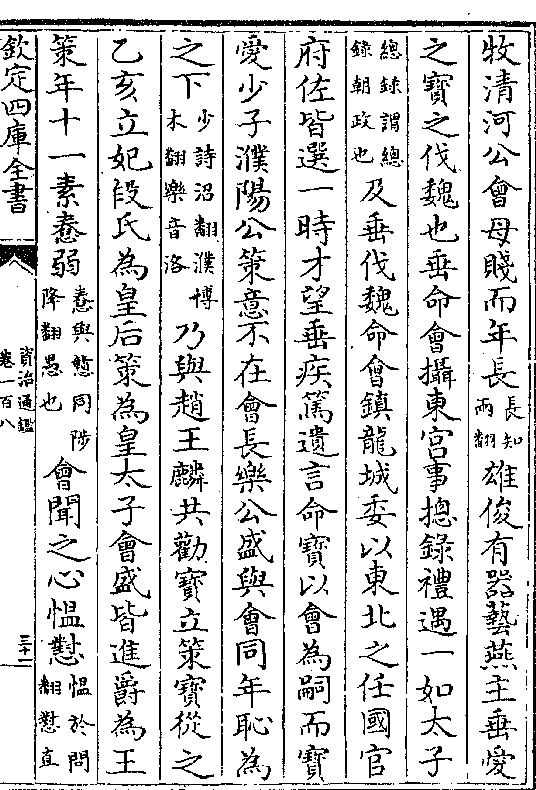 牧清河公會母賤而年長長知兩翻雄俊有器藝燕主垂愛
之寶之伐魏也垂命會攝東宮事摠錄禮遇一如太子
總錄謂總錄朝政也及垂伐魏命會鎮龍城委以東北之任國官
府佐皆選一時才望垂疾篤遺言命寶以會為嗣而寶
愛少子濮陽公策意不在會長樂公盛與會同年恥為
之下少詩沼翻濮博木翻樂音洛乃與趙王麟共勸寶立策寶從之
乙亥立妃段氏為皇后策為皇太子會盛皆進爵為王
策年十一素惷弱惷與戇同陟降翻愚也會聞之心愠懟愠於問翻懟直
欽定四庫全書
資治通鑑
卷一百八
三十一